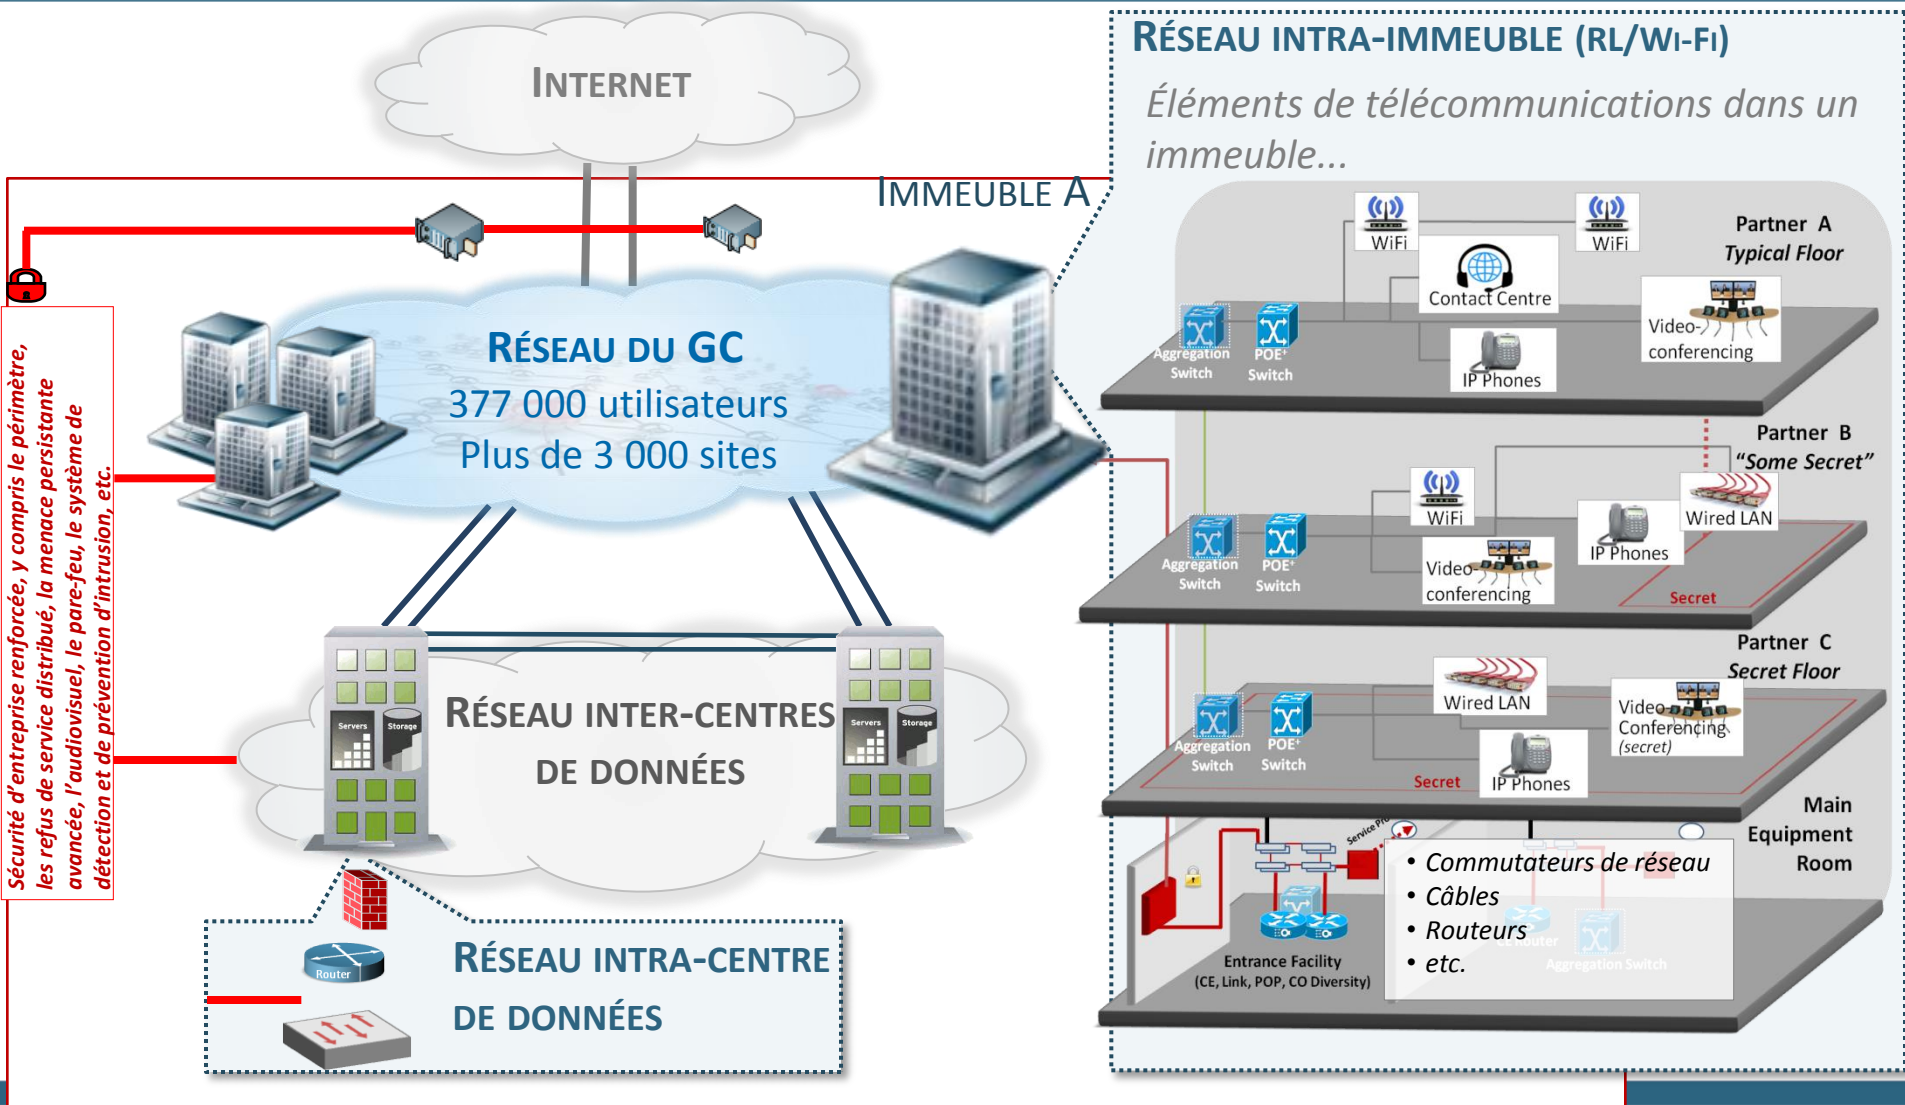 INTERNET
IMMEUBLE A
RÉSEAU DU GC
377 000 utilisateurs
Plus de 3 000 sites
Sécurité d'entreprise renforcée, y compris le périmètre,
les refus de service distribué, la menace persistante
avancée, l'audiovisuel, le pare-feu, le système de
détection et de prévention d'intrusion, etc.
RÉSEAU INTER-CENTRES
DE DONNÉES
Servers
Storage
Servers
Storage
Router
RÉSEAU INTRA-CENTRE
DE DONNÉES
RÉSEAU INTRA-IMMEUBLE (RL/WI-FI)
Éléments de télécommunications dans un
immeuble...
Partner A
Typical Floor
WiFi
WiFi
Contact Centre
Video-
conferencing
IP Phones
Aggregation
Switch
POE+
Switch
Partner B
“Some Secret”
WiFi
Wired LAN
IP Phones
Video-
conferencing
Aggregation
Switch
POE+
Switch
Secret
Partner C
Secret Floor
Wired LAN
Video
Conferencing
(secret)
IP Phones
Aggregation
Switch
POE+
Switch
Secret
Main
Equipment
Room
Service
• Commutateurs de réseau
• Câbles
• Routeurs
• etc.
Router
Aggregation Switch
Entrance Facility
(CE, Link, POP, CO Diversity)